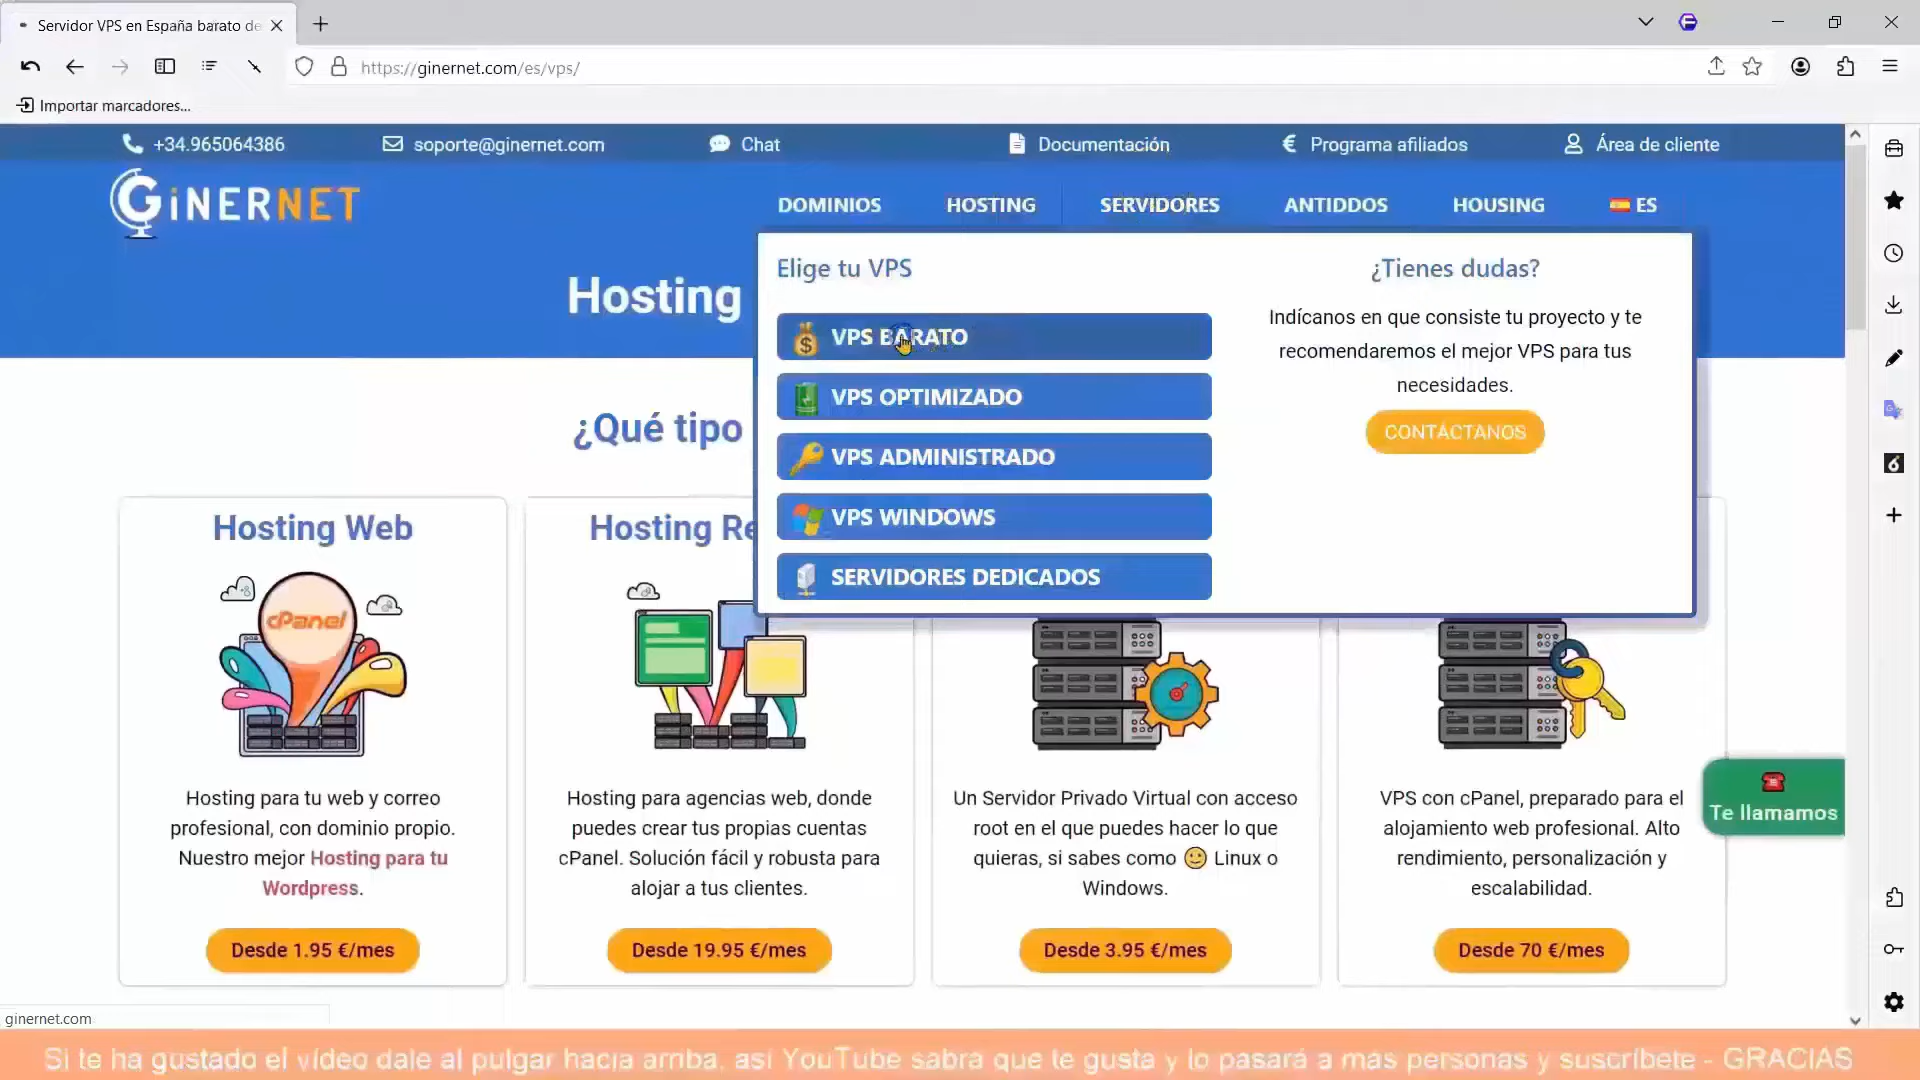 Servidor VPS en España barato de
https://ginernet.com/es/vps/
Importar marcadores...
+34.965064386
soporte@ginernet.com
Chat
Documentación
€ Programa afiliados
Área de cliente
GiNERNET
DOMINIOS
HOSTING
SERVIDORES
ANTIDDOS
HOUSING
ES
Hosting
Elige tu VPS
VPS BARATO
VPS OPTIMIZADO
VPS ADMINISTRADO
VPS WINDOWS
SERVIDORES DEDICADOS
¿Tienes dudas?
Indícanos en que consiste tu proyecto y te
recomendaremos el mejor VPS para tus
necesidades.
CONTÁCTANOS
¿Qué tipo
Hosting Web
cPanel
Hosting para tu web y correo
profesional, con dominio propio.
Nuestro mejor Hosting para tu
Wordpress.
Desde 1.95 €/mes
Hosting Re
Hosting para agencias web, donde
puedes crear tus propias cuentas
cPanel. Solución fácil y robusta para
alojar a tus clientes.
Desde 19.95 €/mes
Un Servidor Privado Virtual con acceso
root en el que puedes hacer lo que
quieras, si sabes como 🙂 Linux o
Windows.
Desde 3.95 €/mes
VPS con cPanel, preparado para el
alojamiento web profesional. Alto
rendimiento, personalización y
escalabilidad.
Desde 70 €/mes
Te llamamos
ginernet.com
Si te ha gustado el vídeo dale al pulgar hacia arriba, así YouTube sabrá que te gusta y lo pasará a más personas y suscríbete - GRACIAS